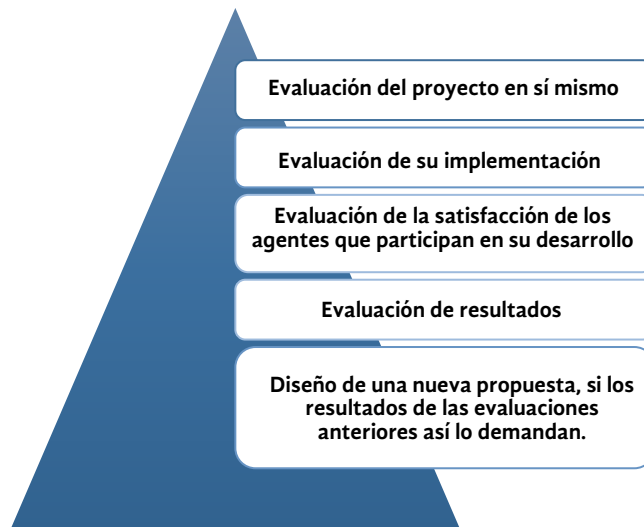 Evaluación del proyecto en sí mismo
Evaluación de su implementación
Evaluación de la satisfacción de los
agentes que participan en su desarrollo
Evaluación de resultados
Diseño de una nueva propuesta, si los
resultados de las evaluaciones
anteriores así lo demandan.